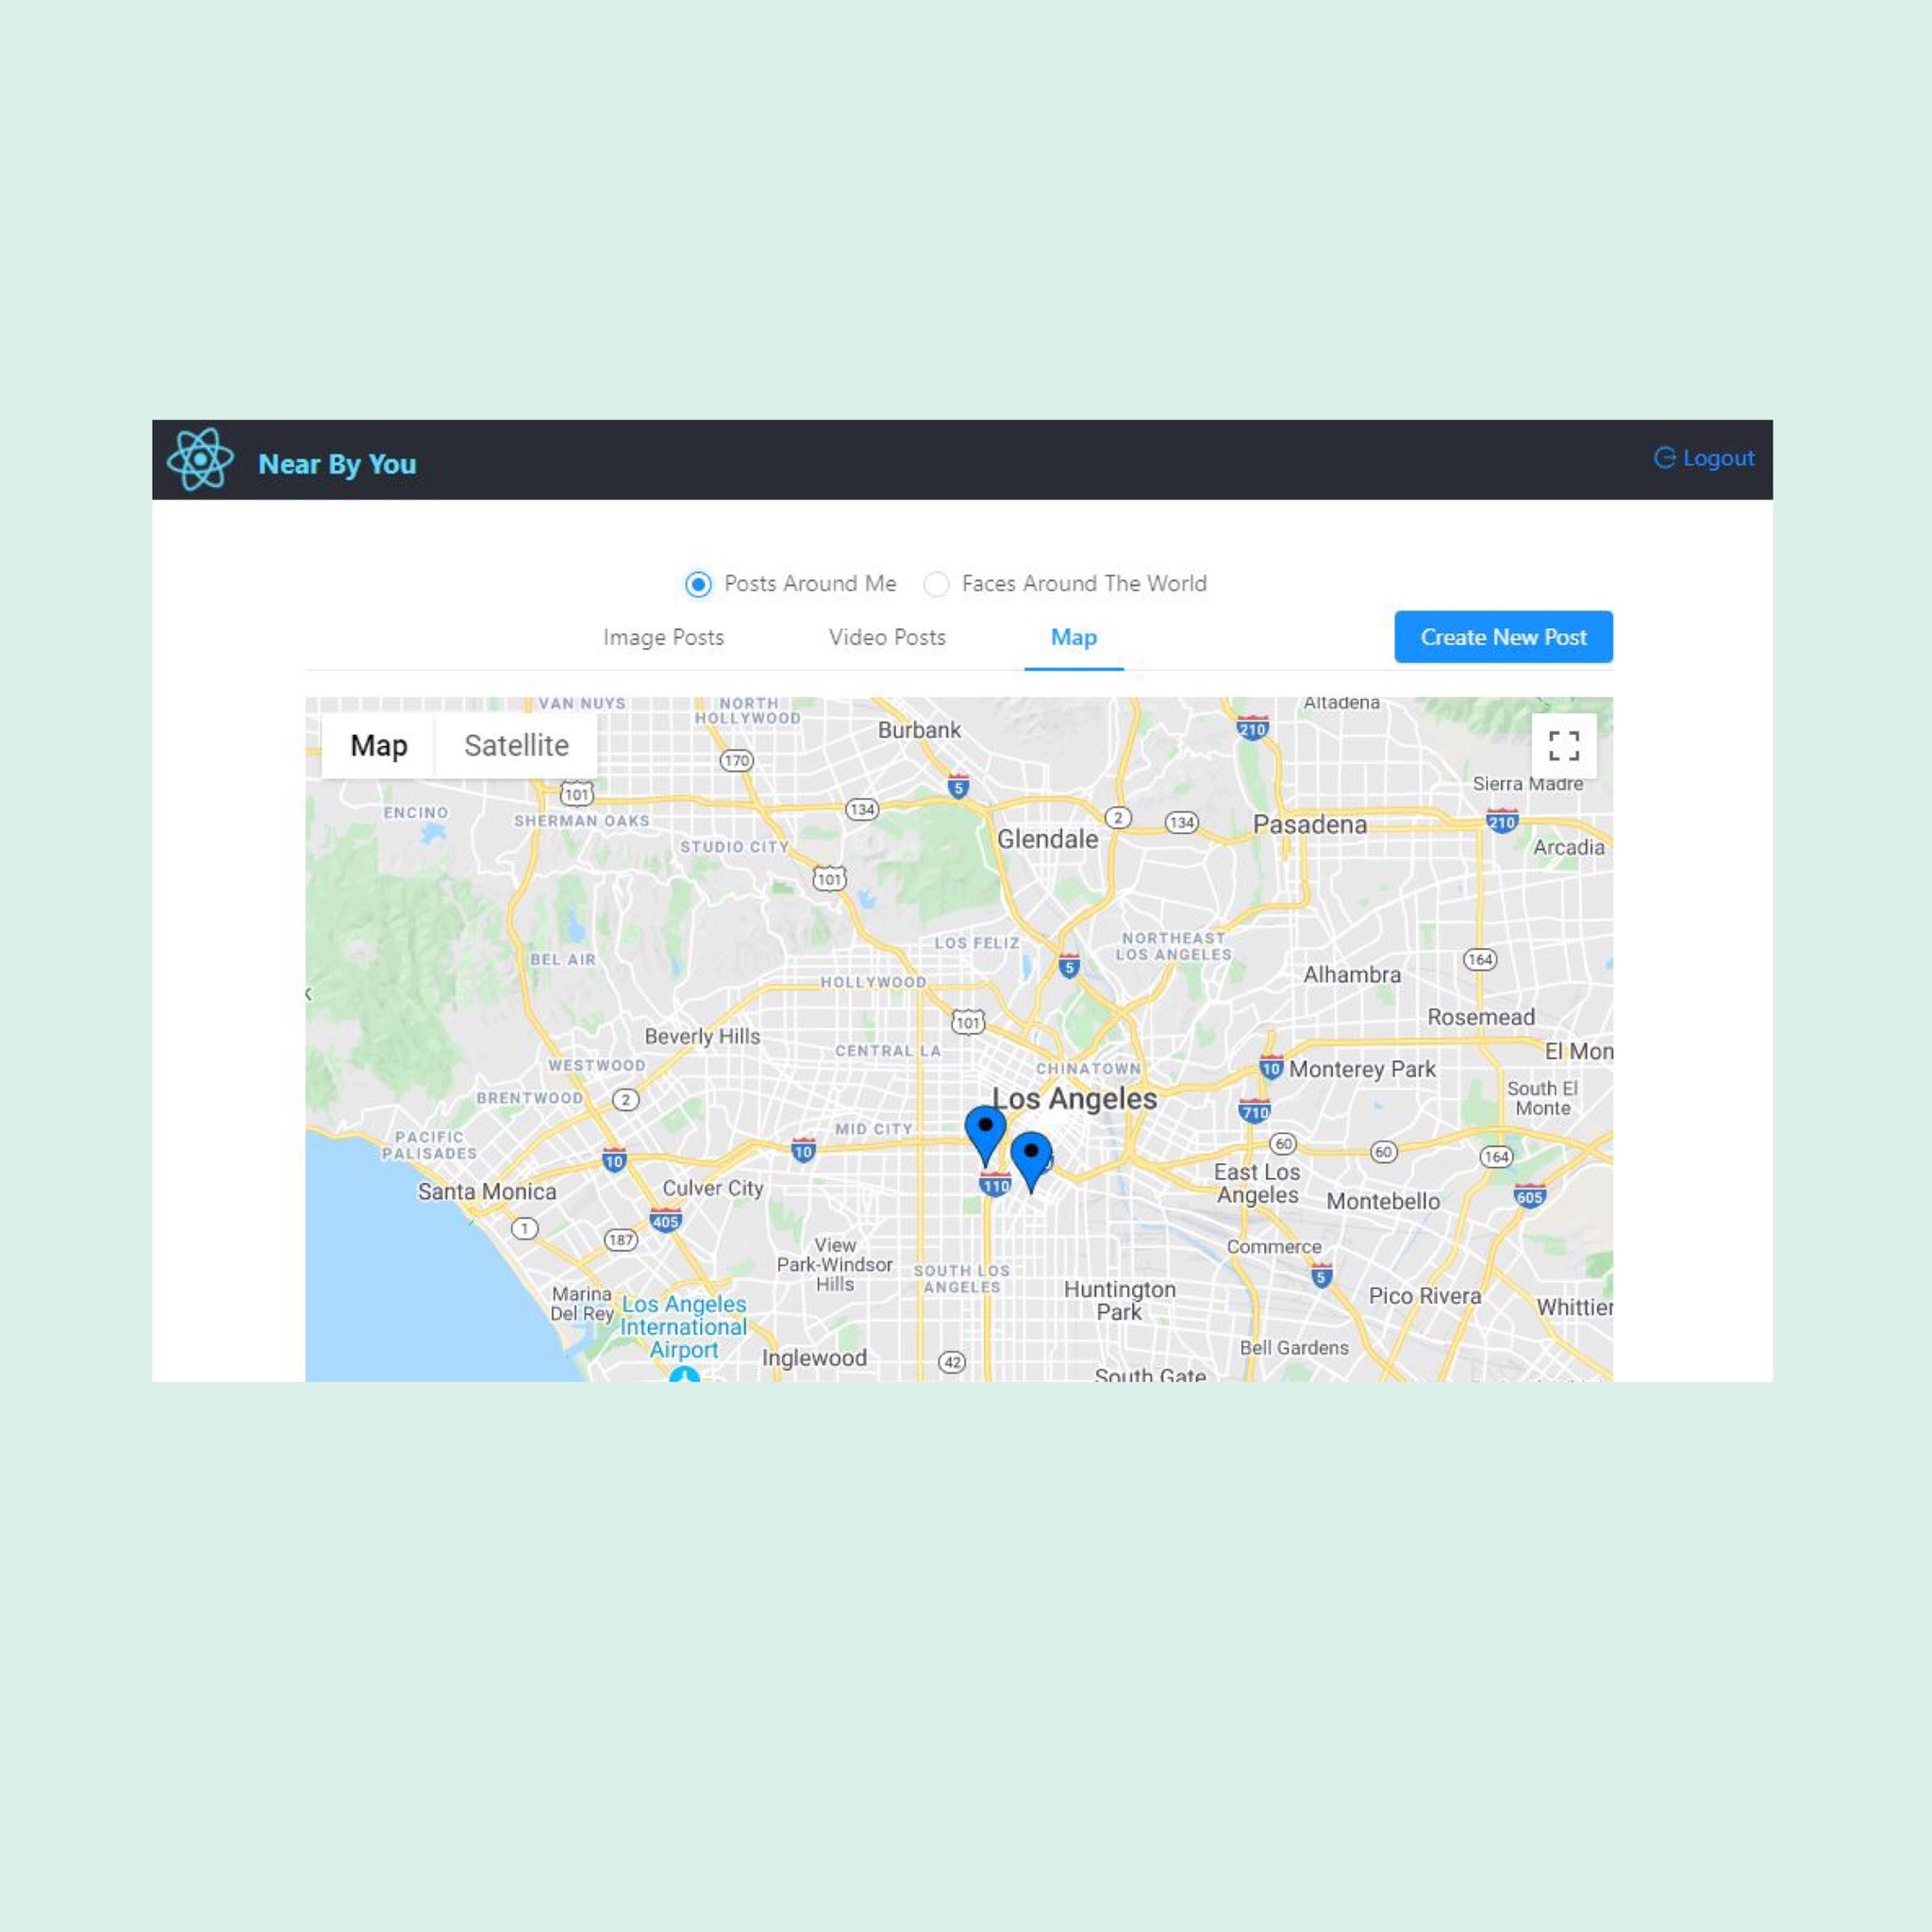 Near By You
Logout
Posts Around Me
Faces Around The World
Image Posts
Video Posts
Map
Create New Post
Map
Satellite
VAN NUYS
NORTH
HOLLYWOOD
Burbank
Altadena
210
170
5
Sierra Madre
101
ENCINO
SHERMAN OAKS
134
2
134
Pasadena
210
Glendale
STUDIO CITY
Arcadia
101
LOS FELIZ
NORTHEAST
LOS ANGELES
BEL AIR
5
164
Alhambra
HOLLYWOOD
101
Rosemead
Beverly Hills
CENTRAL LA
El Mon
WESTWOOD
CHINATOWN
10
Monterey Park
BRENTWOOD
2
Los Angeles
710
South El
Monte
PACIFIC
PALISADES
MID CITY
10
10
60
60
164
Santa Monica
Culver City
110
East Los
Angeles
Montebello
605
1
405
187
View
Park-Windsor
Hills
SOUTH LOS
ANGELES
Commerce
5
Huntington
Park
Marina
Del Rey
Los Angeles
International
Airport
Pico Rivera
Whittier
Inglewood
42
Bell Gardens
South Gate